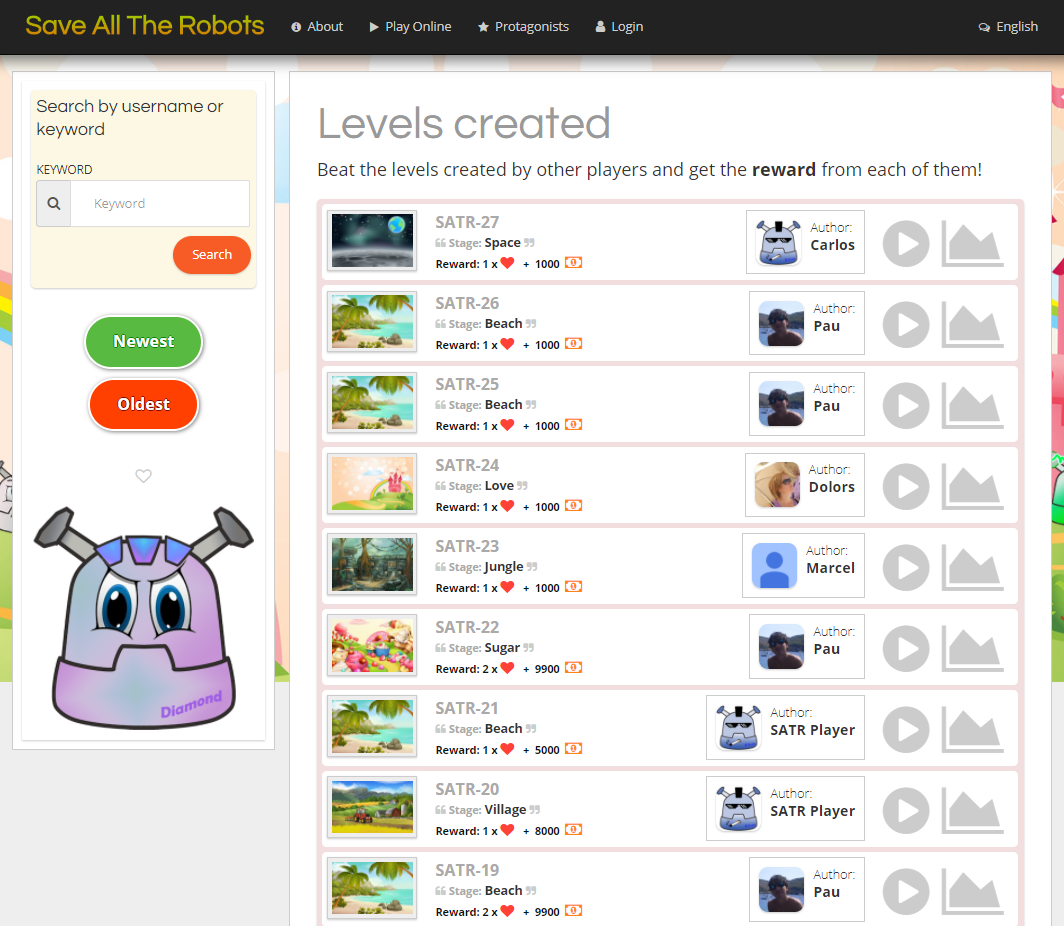 Save All The Robots
About
Play Online
Protagonists
Login
English
Search by username or
keyword
KEYWORD
Keyword
Search
Newest
Oldest
Diamond
Levels created
Beat the levels created by other players and get the reward from each of them!
SATR-27
Stage: Space
Reward: 1 x + 1000
Author:
Carlos
SATR-26
Stage: Beach
Reward: 1 x + 1000
Author:
Pau
SATR-25
Stage: Beach
Reward: 1 x + 1000
Author:
Pau
SATR-24
Stage: Love
Reward: 1 x + 1000
Author:
Dolors
SATR-23
Stage: Jungle
Reward: 1 x + 1000
Author:
Marcel
SATR-22
Stage: Sugar
Reward: 2 x + 9900
Author:
Pau
SATR-21
Stage: Beach
Reward: 1 x + 5000
Author:
SATR Player
SATR-20
Stage: Village
Reward: 1 x + 8000
Author:
SATR Player
SATR-19
Stage: Beach
Reward: 2 x + 9900
Author:
Pau